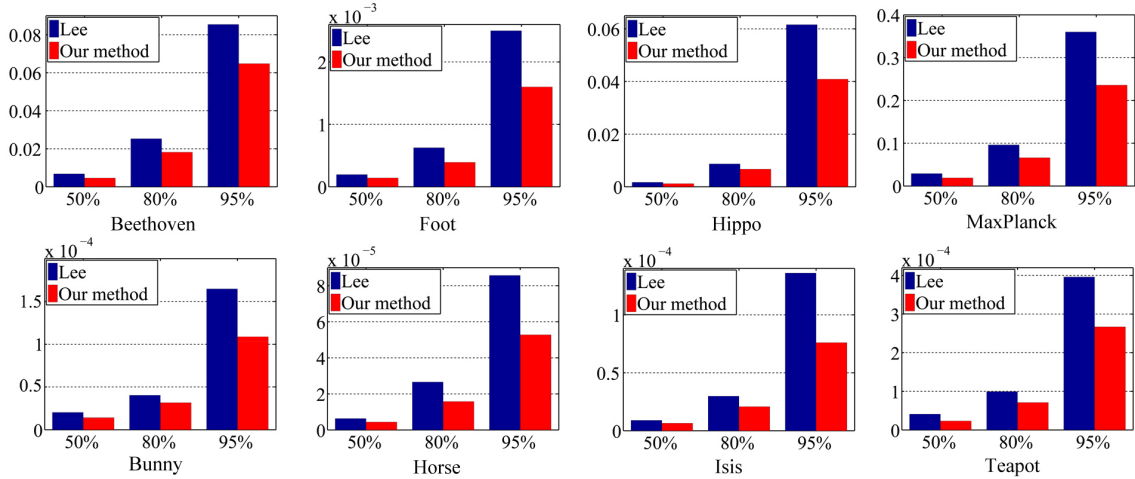 Lee
Our method
0.08
0.06
0.04
0.02
0
50% 80% 95%
Beethoven
x 10⁻³
Lee
Our method
2
1
0
50% 80% 95%
Foot
Lee
Our method
0.06
0.04
0.02
0
50% 80% 95%
Hippo
Lee
Our method
0.4
0.3
0.2
0.1
0
50% 80% 95%
MaxPlanck
x 10⁻⁴
Lee
Our method
1.5
1
0.5
0
50% 80% 95%
Bunny
x 10⁻⁵
Lee
Our method
8
6
4
2
0
50% 80% 95%
Horse
x 10⁻⁴
Lee
Our method
1
0.5
0
50% 80% 95%
Isis
x 10⁻⁴
Lee
Our method
4
3
2
1
0
50% 80% 95%
Teapot